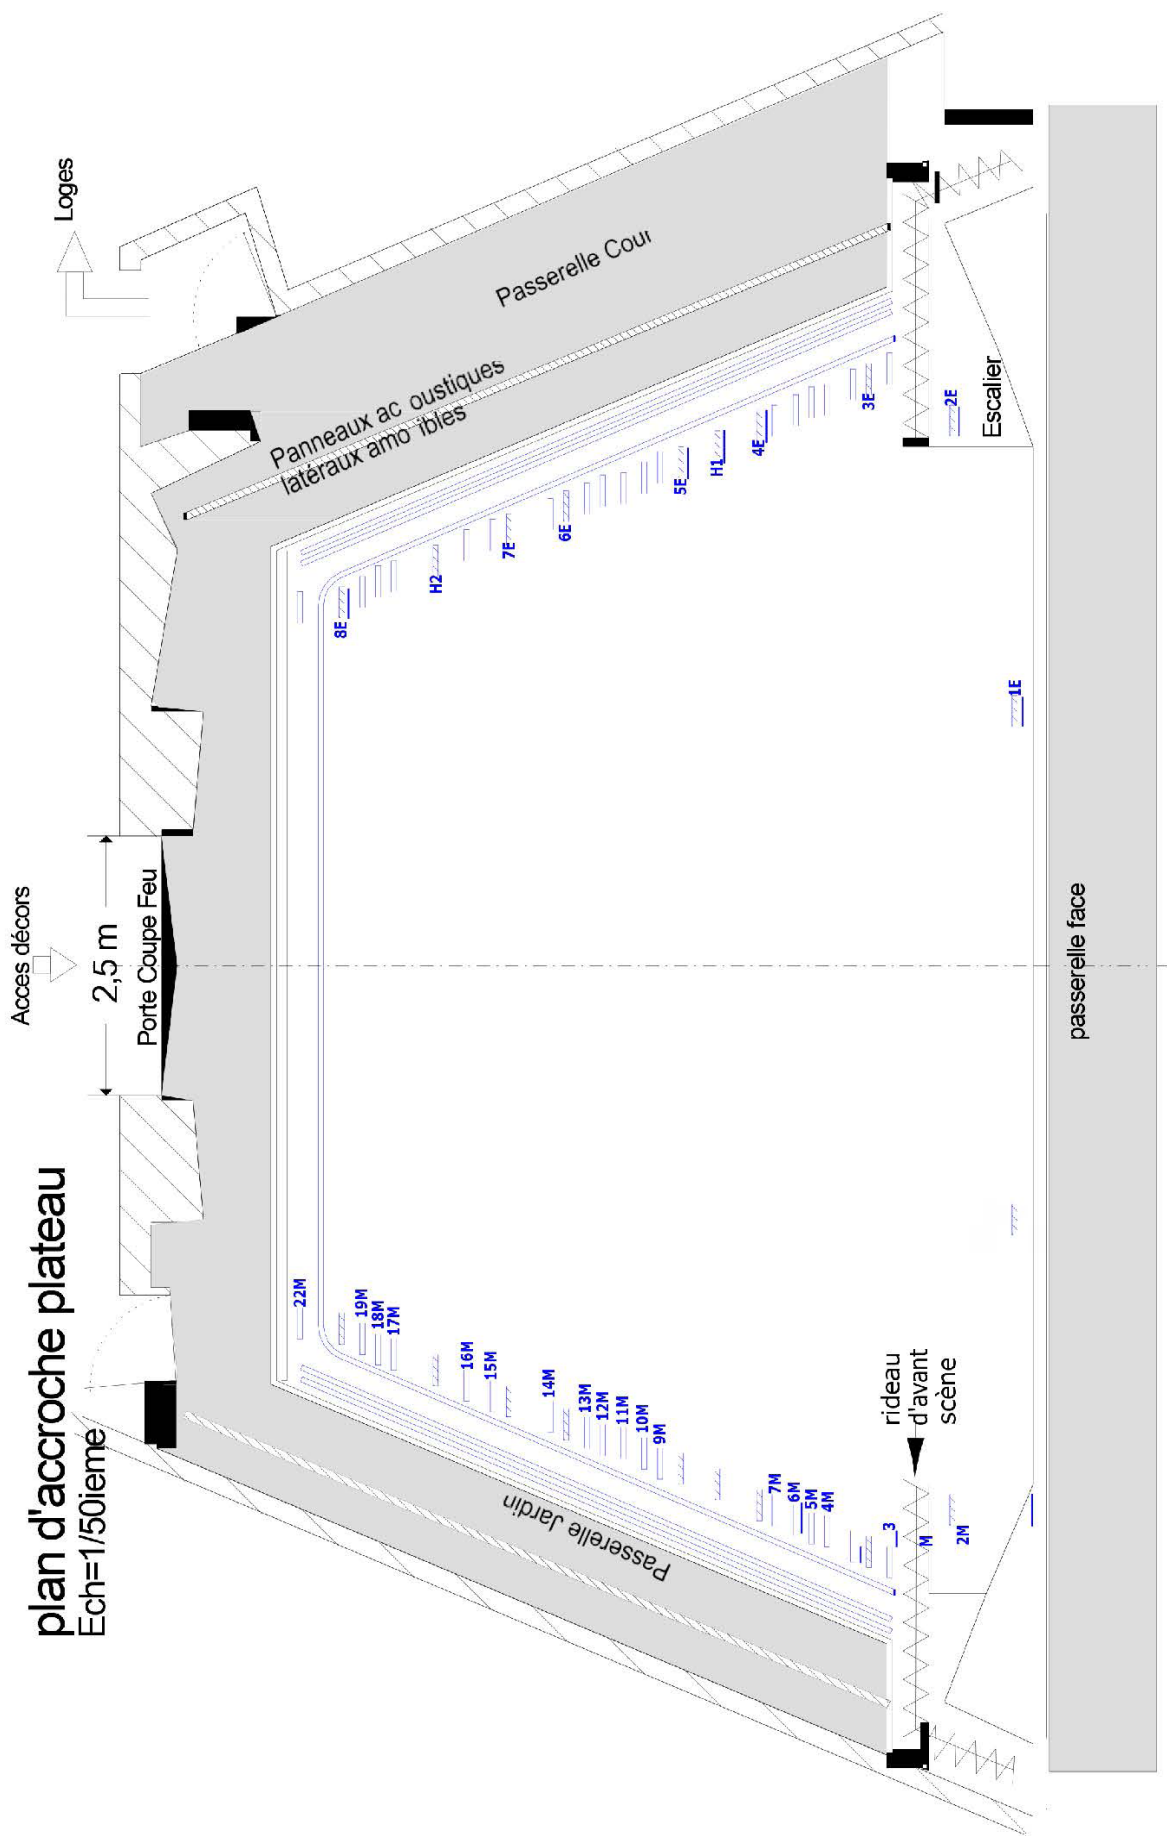 plan d'accroche plateau
Ech=1/50ieme
Acces décors
2,5 m
Porte Coupe Feu
Loges
Panneaux ac oustiques
latéraux amo ibles
Passerelle Cour
Passerelle Jardin
22M
19M
18M
17M
16M
15M
14M
13M
12M
11M
10M
9M
7M
6M
5M
4M
3
M
2M
8E
H2
7E
6E
5E
H1
4E
3E
2E
1E
Escalier
rideau
d'avant
scène
passerelle face